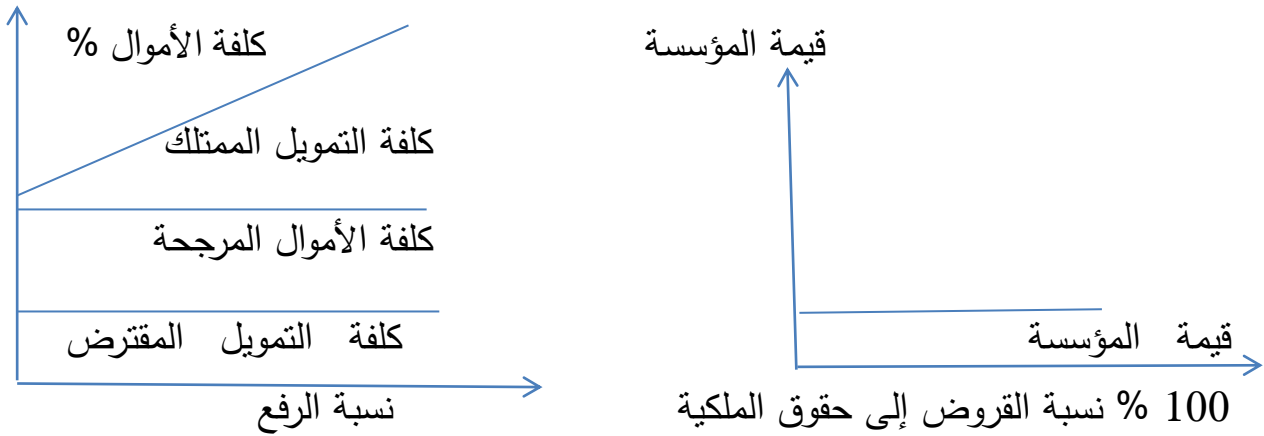 قيمة المؤسسة
كلفة الأموال %
كلفة التمويل الممتلك
كلفة الأموال المرجحة
كلفة التمويل المقترض
قيمة المؤسسة
100 % نسبة القروض إلى حقوق الملكية
نسبة الرفع